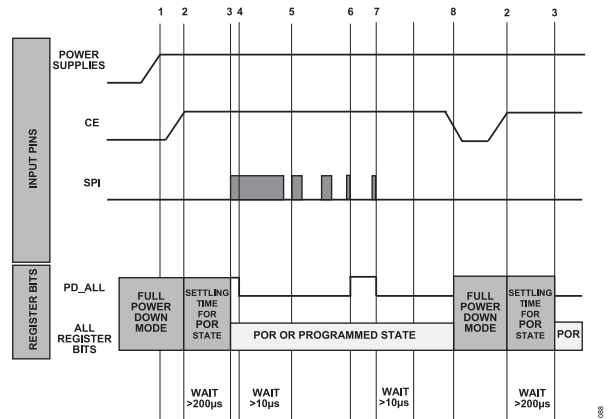 1 2 3 4 5 6 7 8 2 3
POWER
SUPPLIES
CE
SPI
INPUT PINS
PD_ALL
ALL
REGISTER
BITS
REGISTER BITS
FULL
POWER
DOWN
MODE
SETTLING
TIME
FOR
POR
STATE
POR OR PROGRAMMED STATE
FULL
POWER
DOWN
MODE
SETTLING
TIME
FOR
POR
STATE
POR
WAIT
>200µs
WAIT
>10µs
WAIT
>10µs
WAIT
>200µs
088